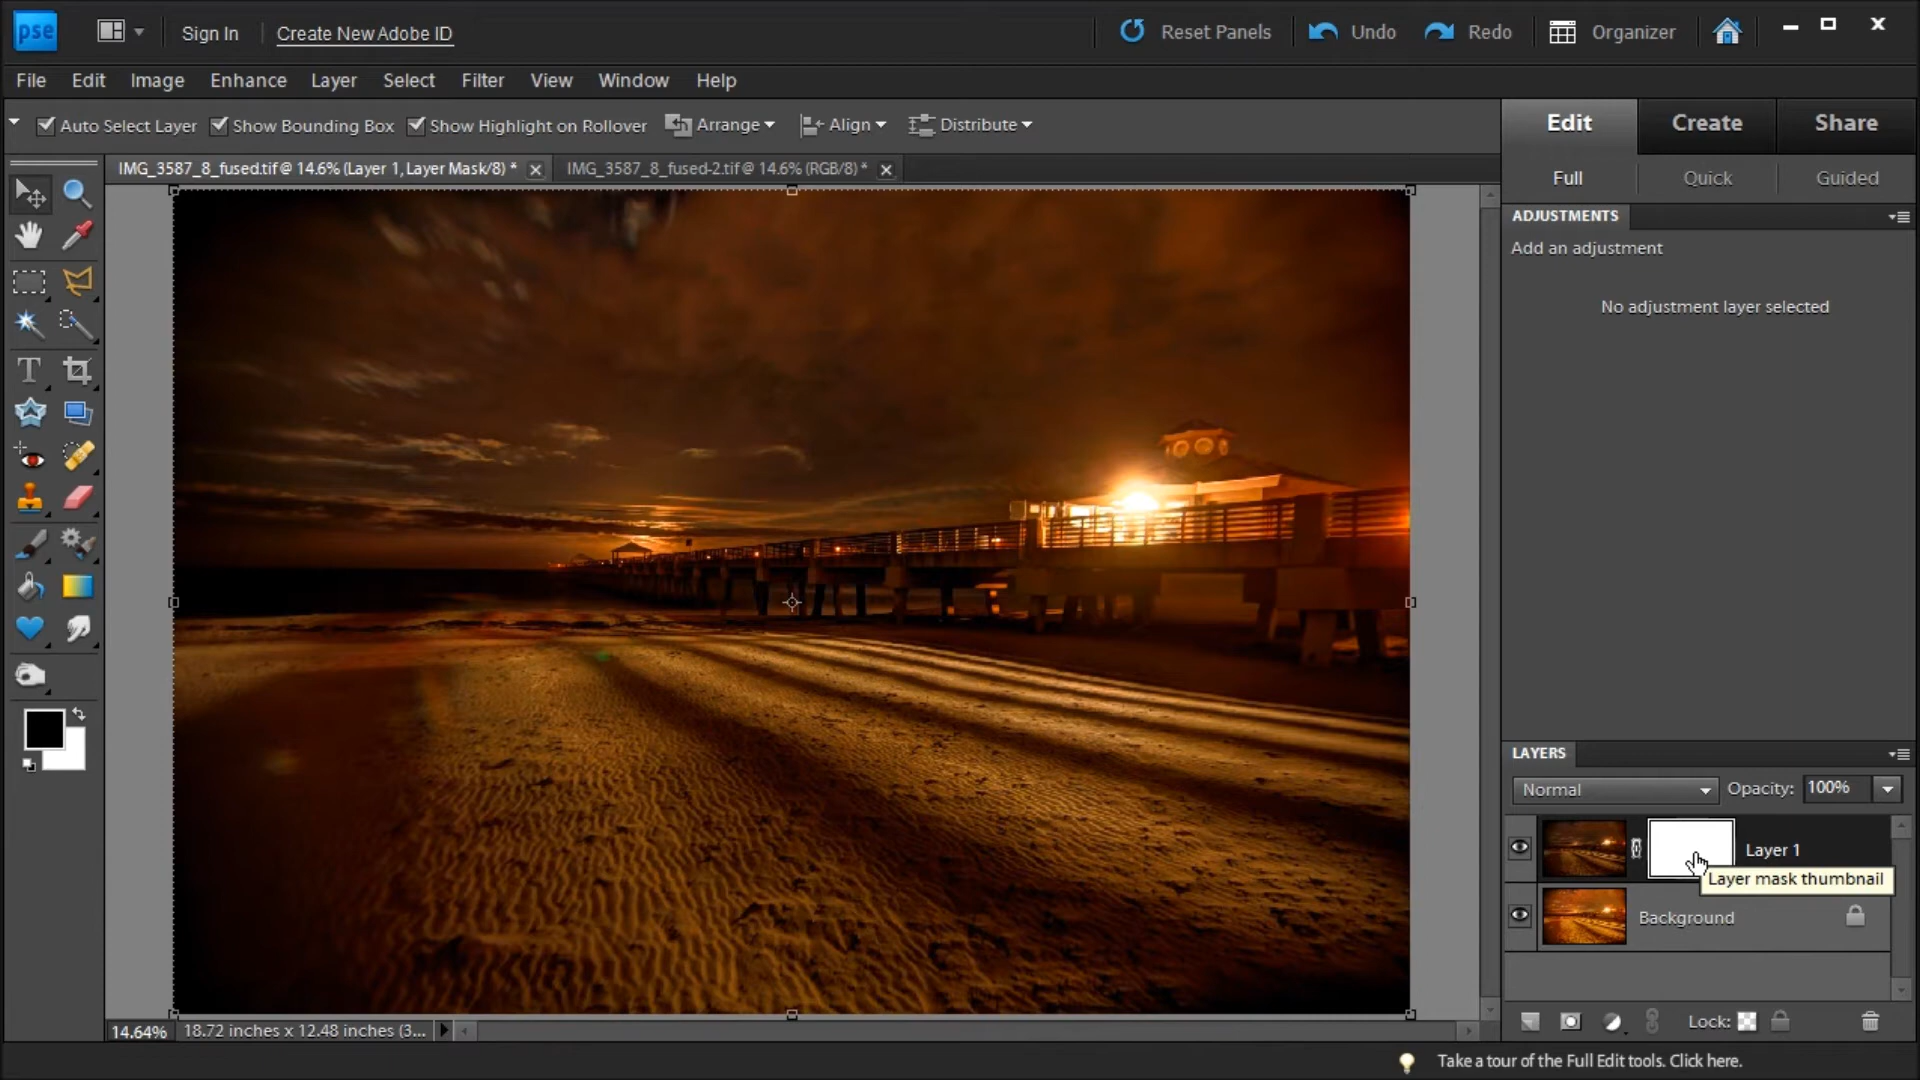 pse
Sign In
Create New Adobe ID
Reset Panels
Undo
Redo
Organizer
File Edit Image Enhance Layer Select Filter View Window Help
Auto Select Layer
Show Bounding Box
Show Highlight on Rollover
Arrange
Align
Distribute
Edit
Create
Share
IMG_3587_8_fused.tif @ 14.6% (Layer 1, Layer Mask/8) *
IMG_3587_8_fused-2.tif @ 14.6% (RGB/8) *
Full
Quick
Guided
ADJUSTMENTS
Add an adjustment
No adjustment layer selected
T
LAYERS
Normal
Opacity: 100%
Layer 1
Layer mask thumbnail
Background
Lock:
14.64%
18.72 inches x 12.48 inches (3...
Take a tour of the Full Edit tools. Click here.